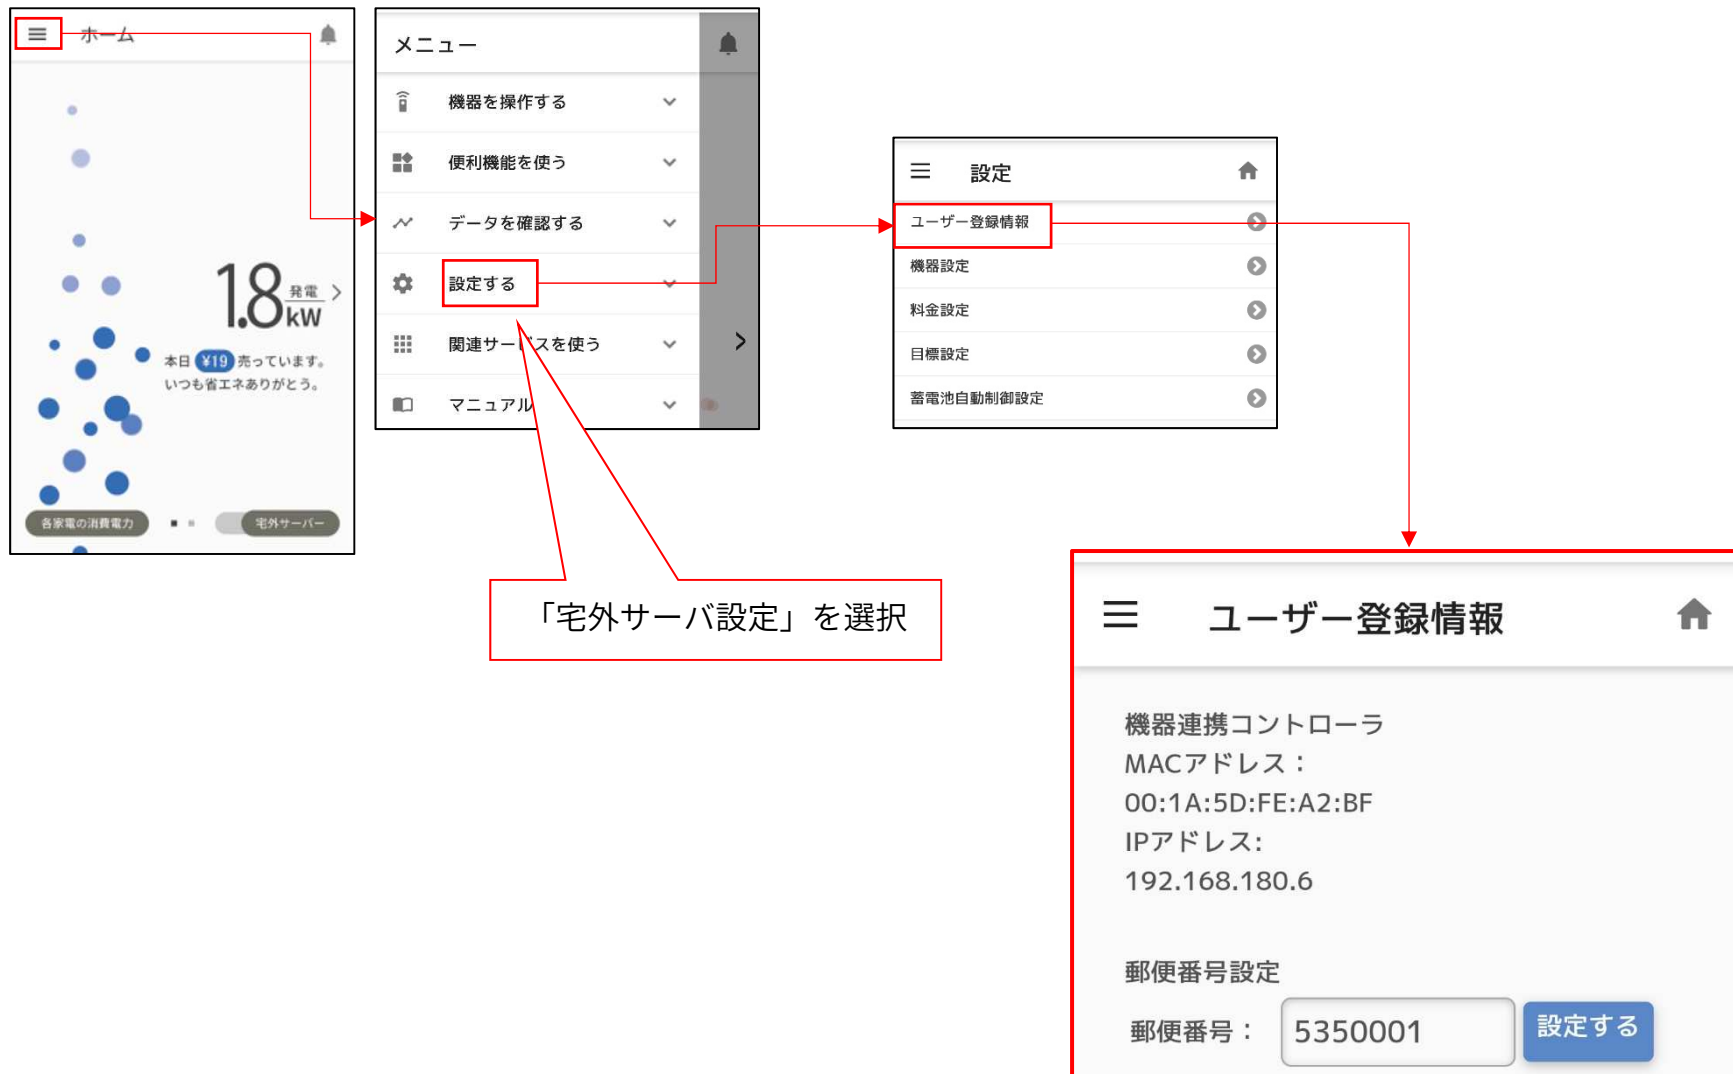 ホーム
1.8
発電
kW
本日 ¥19 売っています。
いつも省エネありがとう。
各家電の消費電力
宅外サーバー
メニュー
機器を操作する
便利機能を使う
データを確認する
設定する
関連サービスを使う
マニュアル
設定
ユーザー登録情報
機器設定
料金設定
目標設定
蓄電池自動制御設定
「宅外サーバ設定」を選択
ユーザー登録情報
機器連携コントローラ
MACアドレス：
00:1A:5D:FE:A2:BF
IPアドレス:
192.168.180.6
郵便番号設定
郵便番号： 5350001 設定する